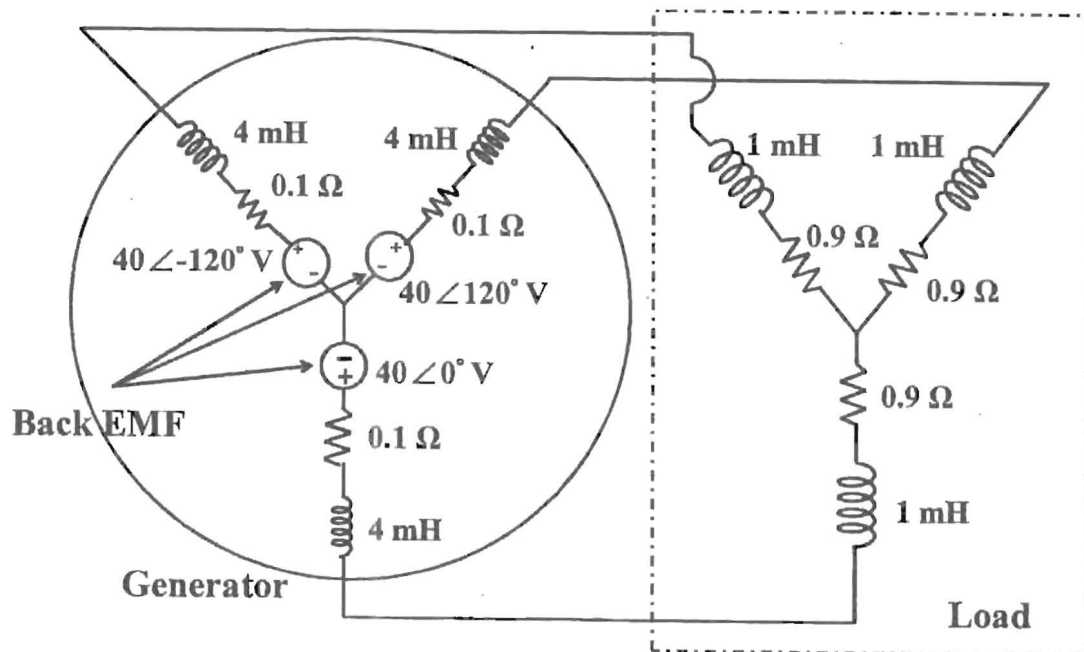 4 mH
4 mH
0.1 Ω
0.1 Ω
40∠-120° V
+
-
+
-
40∠120° V
-
+
40∠0° V
Back EMF
0.1 Ω
4 mH
Generator
1 mH
1 mH
0.9 Ω
0.9 Ω
0.9 Ω
1 mH
Load